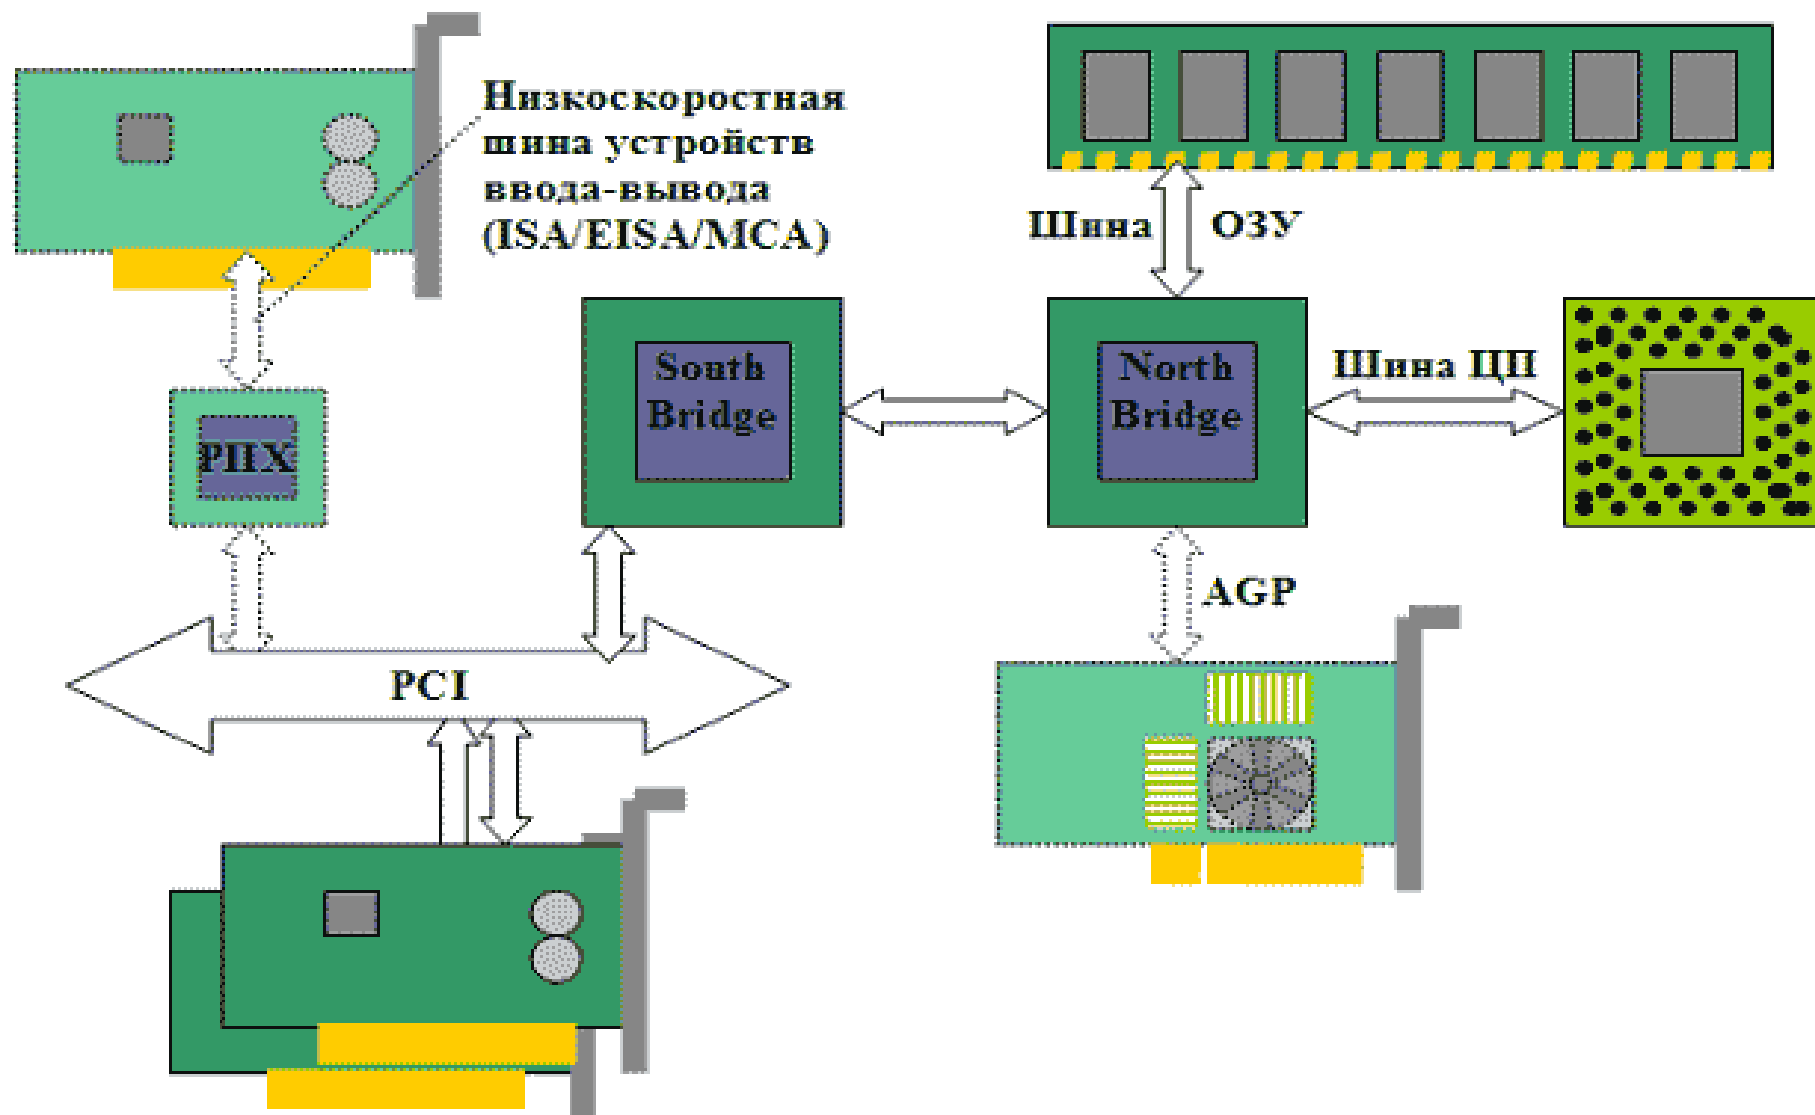 Низкоскоростная
шина устройств
ввода-вывода
(ISA/EISA/MCA)
Шина ОЗУ
South
Bridge
North
Bridge
Шина ЦП
PIIX
AGP
PCI